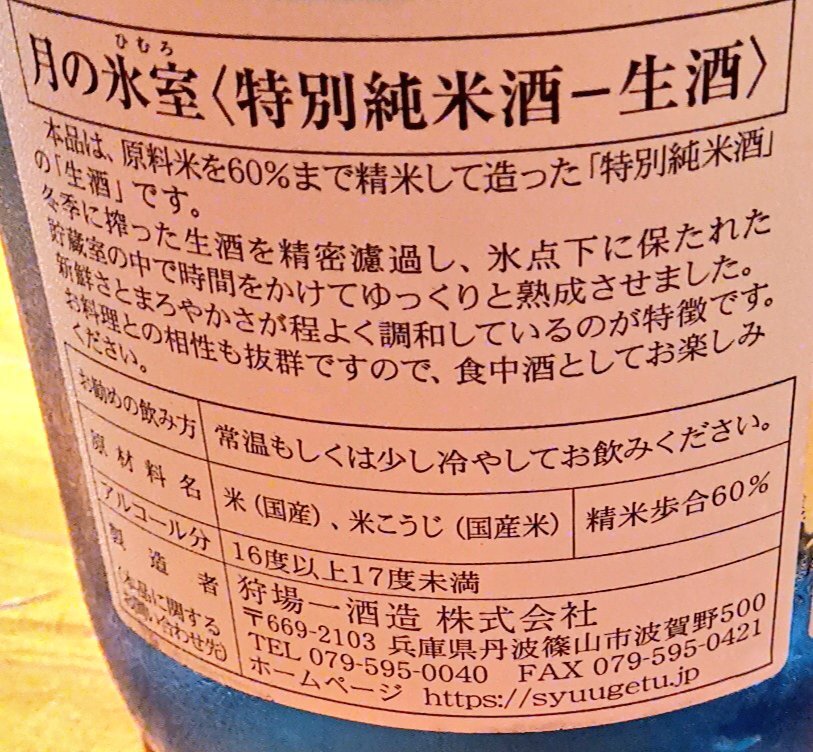 ひむろ
月の氷室〈特別純米酒－生酒〉
本品は、原料米を60%まで精米して造った「特別純米酒」
の「生酒」です。
冬季に搾った生酒を精密濾過し、氷点下に保たれた
貯蔵室の中で時間をかけてゆっくりと熟成させました。
新鮮さとまろやかさが程よく調和しているのが特徴です。
お料理との相性も抜群ですので、食中酒としてお楽しみ
ください。
お勧めの飲み方 常温もしくは少し冷やしてお飲みください。
原材料名 米（国産）、米こうじ（国産米） 精米歩合60%
アルコール分 16度以上17度未満
製造者 狩場一酒造 株式会社
（本品に関する 〒669-2103 兵庫県丹波篠山市波賀野500
お問い合わせ先） TEL 079-595-0040 FAX 079-595-0421
ホームページ https://syuugetu.jp